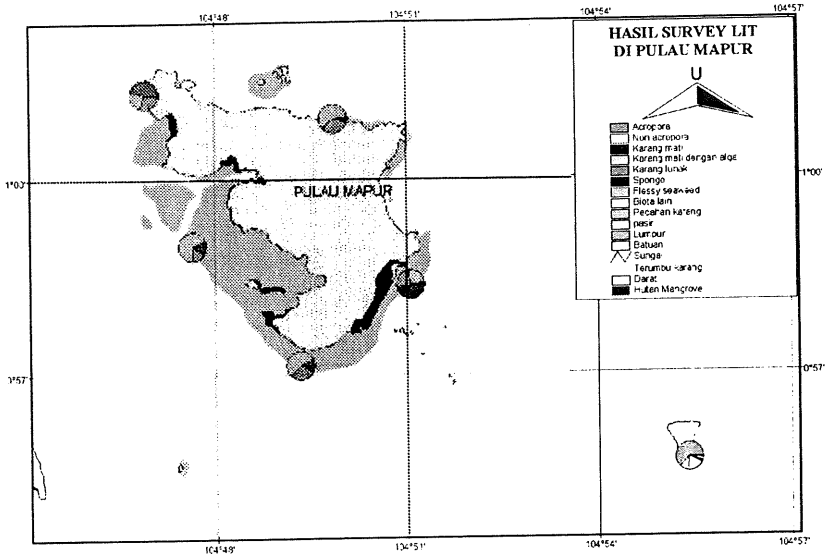 104°48'
104°51'
104°54'
104°57'
HASIL SURVEY LIT
DI PULAU MAPUR
U
Acropora
Non acropora
Karang mati
Karang mati dengan alga
Karang lunak
Spongo
Flessy seaweed
Biota lain
Pecahan karang
pasir
Lumpur
Batuan
Sungai
Terumbu karang
Darat
Hutan Mangrove
1°00'
1°00'
PULAU MAPUR
0°57'
0°57'
104°48'
104°51'
104°54'
104°57'